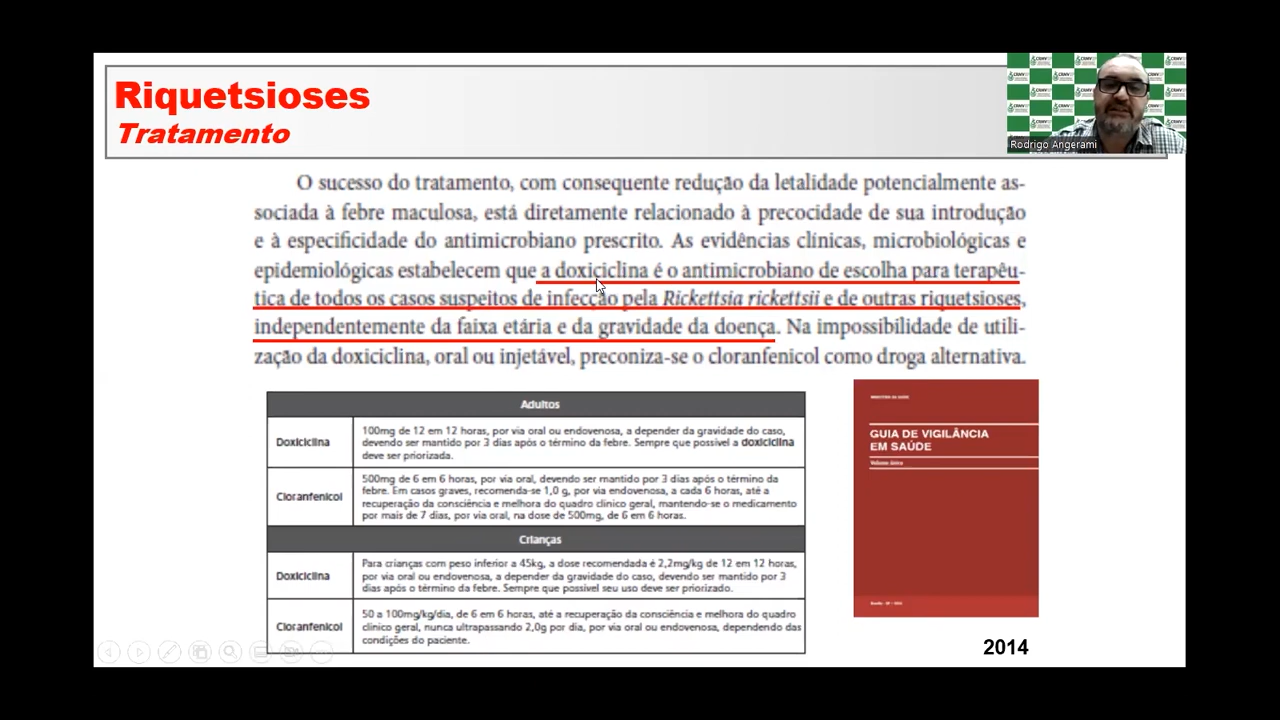 Riquetsioses
Tratamento
Rodrigo Angerami
O sucesso do tratamento, com consequente redução da letalidade potencialmente as-
sociada à febre maculosa, está diretamente relacionado à precocidade de sua introdução
e à especificidade do antimicrobiano prescrito. As evidências clínicas, microbiológicas e
epidemiológicas estabelecem que a doxiciclina é o antimicrobiano de escolha para terapêu-
tica de todos os casos suspeitos de infecção pela Rickettsia rickettsii e de outras riquetsioses,
independentemente da faixa etária e da gravidade da doença. Na impossibilidade de utili-
zação da doxiciclina, oral ou injetável, preconiza-se o cloranfenicol como droga alternativa.
Adultos
Doxiciclina
100mg de 12 em 12 horas, por via oral ou endovenosa, a depender da gravidade do caso,
devendo ser mantido por 3 dias após o término da febre. Sempre que possível a doxiciclina
deve ser priorizada.
Cloranfenicol
500mg de 6 em 6 horas, por via oral, devendo ser mantido por 3 dias após o término da
febre. Em casos graves, recomenda-se 1,0 g, por via endovenosa, a cada 6 horas, até a
recuperação da consciência e melhora do quadro clínico geral, mantendo-se o medicamento
por mais de 7 dias, por via oral, na dose de 500mg, de 6 em 6 horas.
Crianças
Doxiciclina
Para crianças com peso inferior a 45kg, a dose recomendada é 2,2mg/kg de 12 em 12 horas,
por via oral ou endovenosa, a depender da gravidade do caso, devendo ser mantido por 3
dias após o término da febre. Sempre que possível seu uso deve ser priorizado.
Cloranfenicol
50 a 100mg/kg/dia, de 6 em 6 horas, até a recuperação da consciência e melhora do quadro
clínico geral, nunca ultrapassando 2,0g por dia, por via oral ou endovenosa, dependendo das
condições do paciente.
MINISTÉRIO DA SAÚDE
GUIA DE VIGILÂNCIA
EM SAÚDE
Volume único
2014